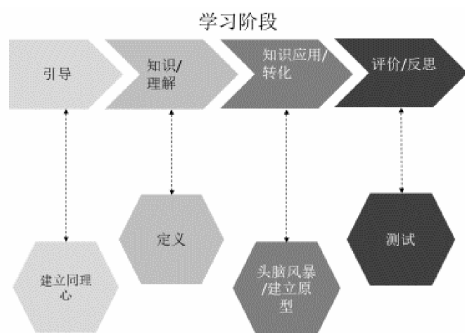 学习阶段
引导
知识/
理解
知识应用/
转化
评价/反思
建立同理
心
定义
头脑风暴
/建立原
型
测试